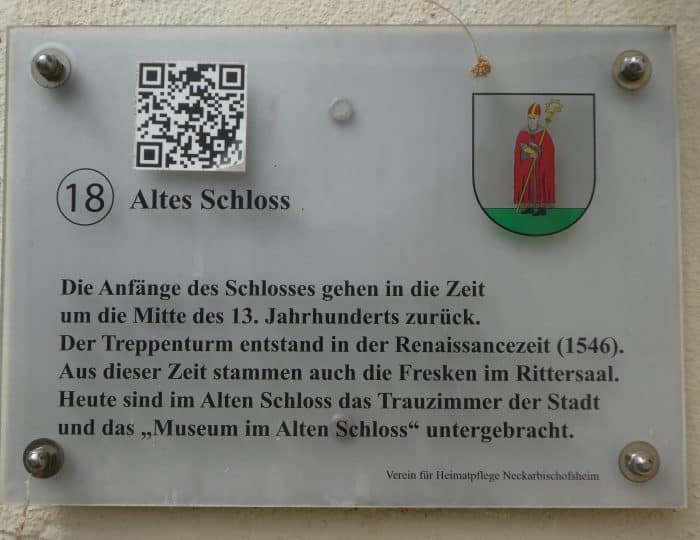 18 Altes Schloss
Die Anfänge des Schlosses gehen in die Zeit
um die Mitte des 13. Jahrhunderts zurück.
Der Treppenturm entstand in der Renaissancezeit (1546).
Aus dieser Zeit stammen auch die Fresken im Rittersaal.
Heute sind im Alten Schloss das Trauzimmer der Stadt
und das „Museum im Alten Schloss“ untergebracht.
Verein für Heimatpflege Neckarbischofsheim